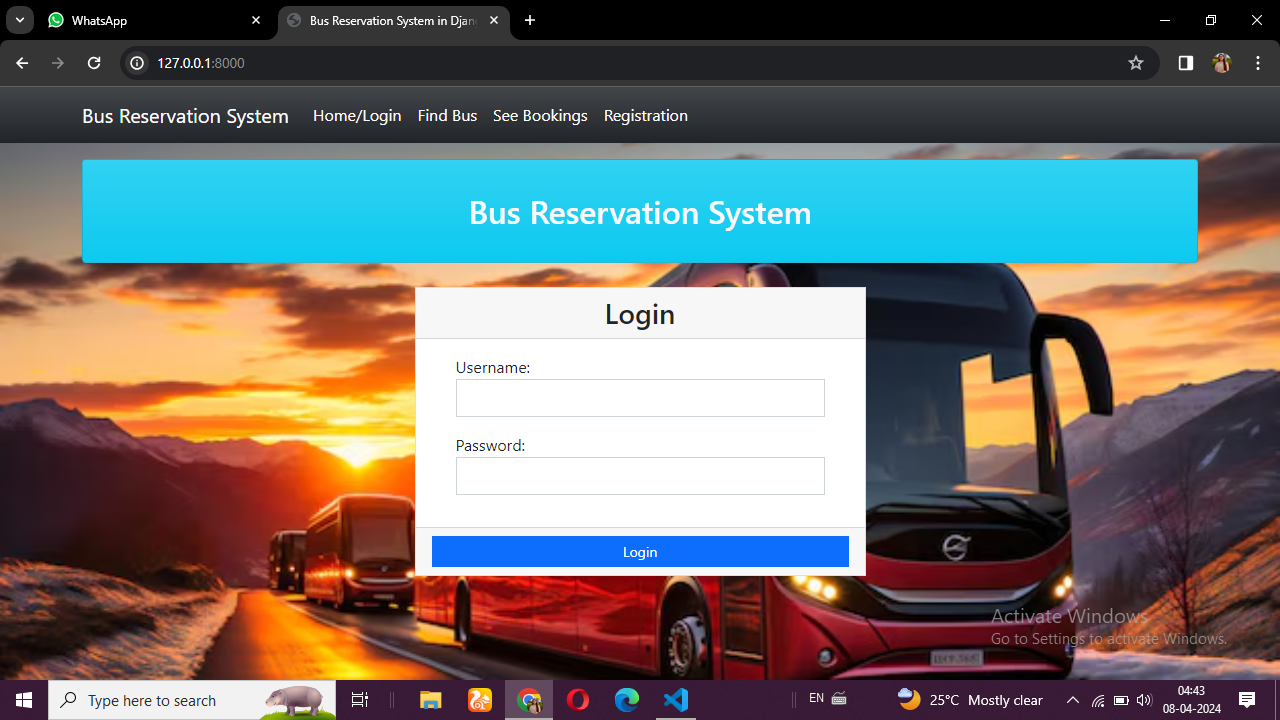 WhatsApp
Bus Reservation System in Djan
127.0.0.1:8000
Bus Reservation System Home/Login Find Bus See Bookings Registration
Bus Reservation System
Login
Username:
Password:
Login
Activate Windows
Go to Settings to activate Windows.
Type here to search
EN
25°C Mostly clear
04:43
08-04-2024